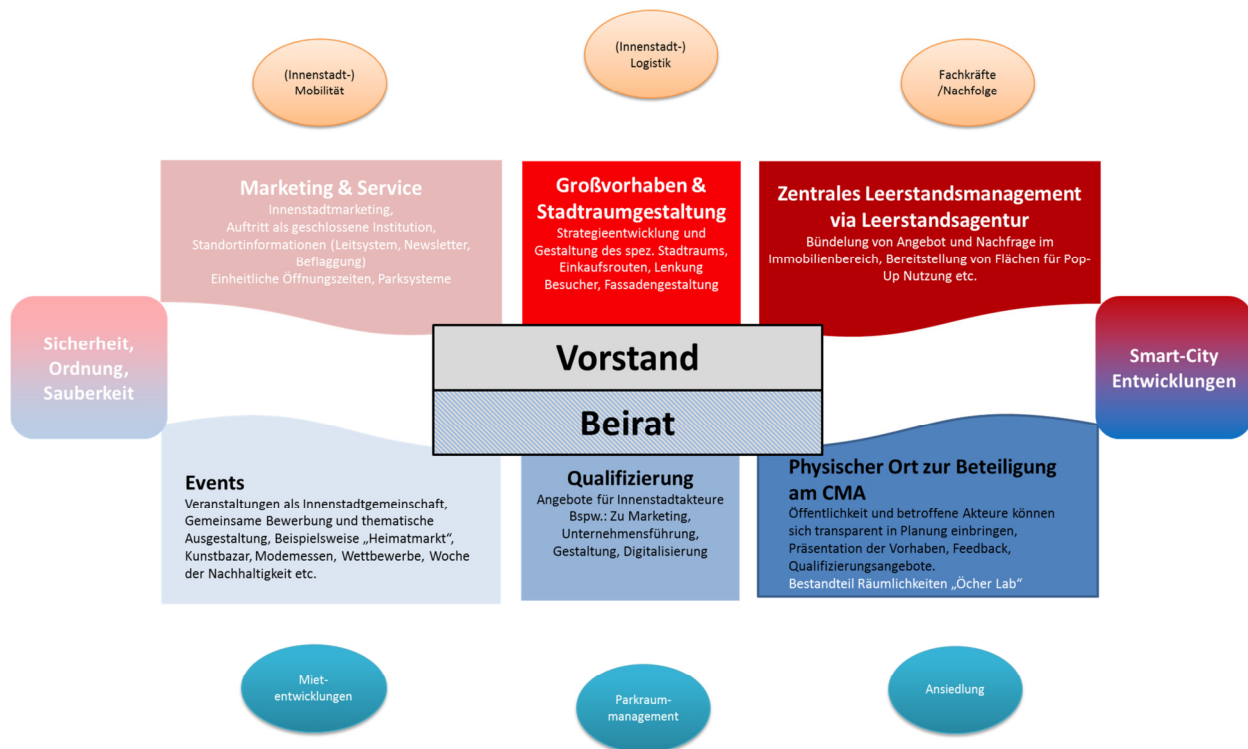 (Innenstadt-)
Mobilität
(Innenstadt-)
Logistik
Fachkräfte
/Nachfolge
Marketing & Service
Innenstadtmarketing,
Auftritt als geschlossene Institution,
Standortinformationen (Leitsystem, Newsletter,
Beflaggung)
Einheitliche Öffnungszeiten, Parksysteme
Großvorhaben &
Stadtraumgestaltung
Strategieentwicklung und
Gestaltung des spez. Stadtraums,
Einkaufsrouten, Lenkung
Besucher, Fassadengestaltung
Zentrales Leerstandsmanagement
via Leerstandsagentur
Bündelung von Angebot und Nachfrage im
Immobilienbereich, Bereitstellung von Flächen für Pop-
Up Nutzung etc.
Sicherheit,
Ordnung,
Sauberkeit
Vorstand
Beirat
Smart-City
Entwicklungen
Events
Veranstaltungen als Innenstadtgemeinschaft,
Gemeinsame Bewerbung und thematische
Ausgestaltung, Beispielsweise „Heimatmarkt“,
Kunstbazar, Modemessen, Wettbewerbe, Woche
der Nachhaltigkeit etc.
Qualifizierung
Angebote für Innenstadtakteure
Bspw.: Zu Marketing,
Unternehmensführung,
Gestaltung, Digitalisierung
Physischer Ort zur Beteiligung
am CMA
Öffentlichkeit und betroffene Akteure können
sich transparent in Planung einbringen,
Präsentation der Vorhaben, Feedback,
Qualifizierungsangebote.
Bestandteil Räumlichkeiten „Öcher Lab“
Miet-
entwicklungen
Parkraum-
management
Ansiedlung